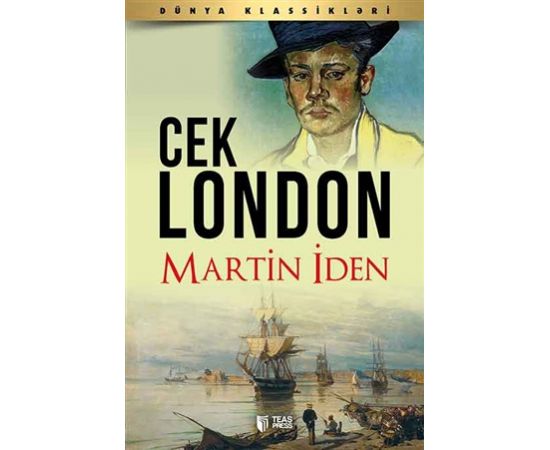 DÜNYA KLASSİKLƏRİ
CEK
LONDON
MARTİN İDEN
TEAS
PRESS